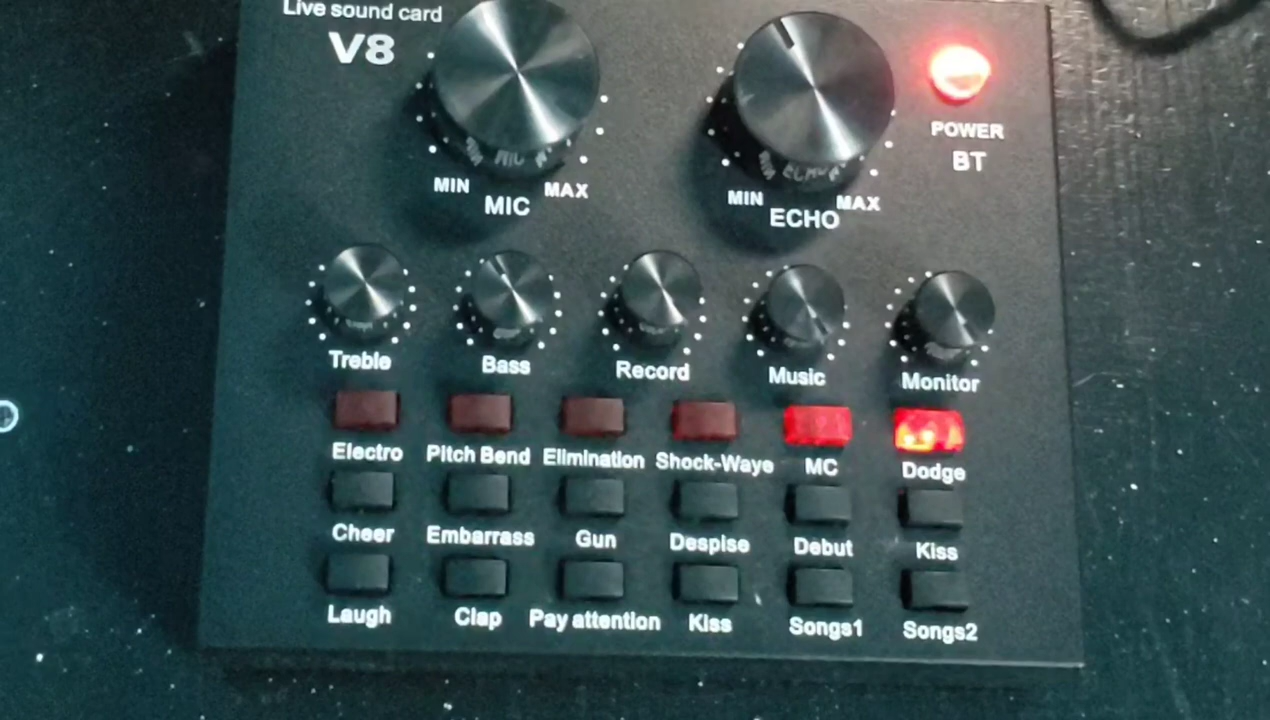 Live sound card
V8
MIN MAX
MIC
MIN MAX
ECHO
POWER
BT
Treble Bass Record Music Monitor
Electro Pitch Bend Elimination Shock-Wave MC Dodge
Cheer Embarrass Gun Despise Debut Kiss
Laugh Clap Pay attention Kiss Songs1 Songs2